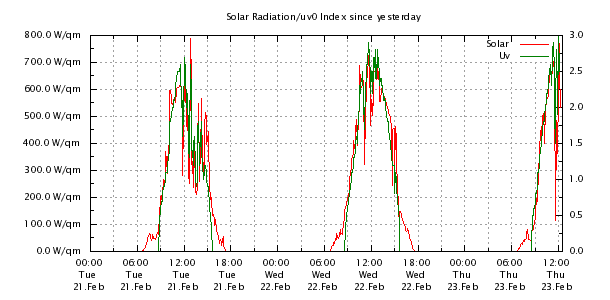 Solar Radiation/uv0 Index since yesterday
800.0 W/qm
700.0 W/qm
600.0 W/qm
500.0 W/qm
400.0 W/qm
300.0 W/qm
200.0 W/qm
100.0 W/qm
0.0 W/qm
Solar
Uv
3.0
2.5
2.0
1.5
1.0
0.5
0.0
00:00 06:00 12:00 18:00 00:00 06:00 12:00 18:00 00:00 06:00 12:00
Tue Tue Tue Tue Wed Wed Wed Wed Thu Thu Thu
21.Feb 21.Feb 21.Feb 21.Feb 22.Feb 22.Feb 22.Feb 22.Feb 23.Feb 23.Feb 23.Feb